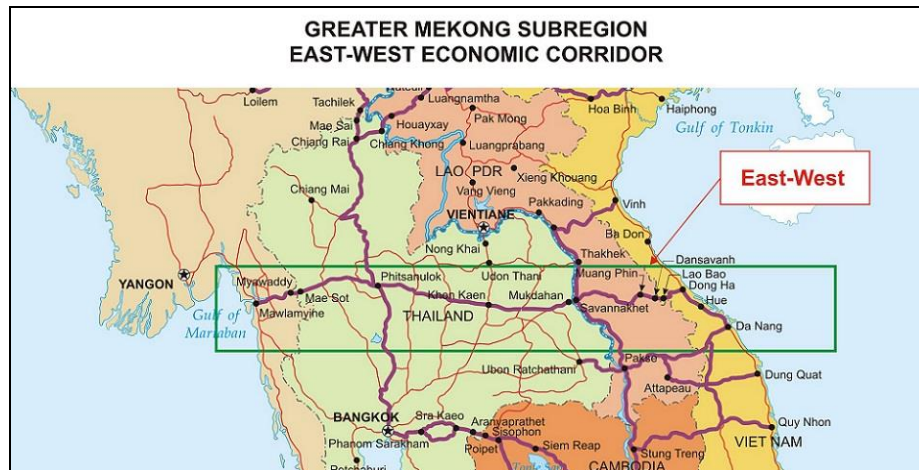 GREATER MEKONG SUBREGION
EAST-WEST ECONOMIC CORRIDOR
Loilem
Tachilek
Luangnamtha
Hoa Binh
Haiphong
Mae Sai
Houayxay
Pak Mong
Gulf of Tonkin
Chiang Rai
Chiang Khong
Luangprabang
LAO PDR
Xieng Khouang
East-West
Chiang Mai
Vang Vieng
Pakkading
Vinh
VIENTIANE
Ba Don
Nong Khai
Thakhek
Dansavanh
YANGON
Myawaddy
Phitsanulok
Udon Thani
Muang Phin
Lao Bao
Dong Ha
Mae Sot
Khon Kaen
Mukdahan
Savannakhet
Hue
Mawlamyine
Gulf of
Martaban
THAILAND
Da Nang
Ubon Ratchathani
Pakse
Attapeu
Dung Quat
BANGKOK
Sra Kaeo
Aranyaprathet
Sisophon
Quy Nhon
Phanom Sarakham
Poipet
Siem Reap
Stung Treng
VIET NAM
CAMBODIA